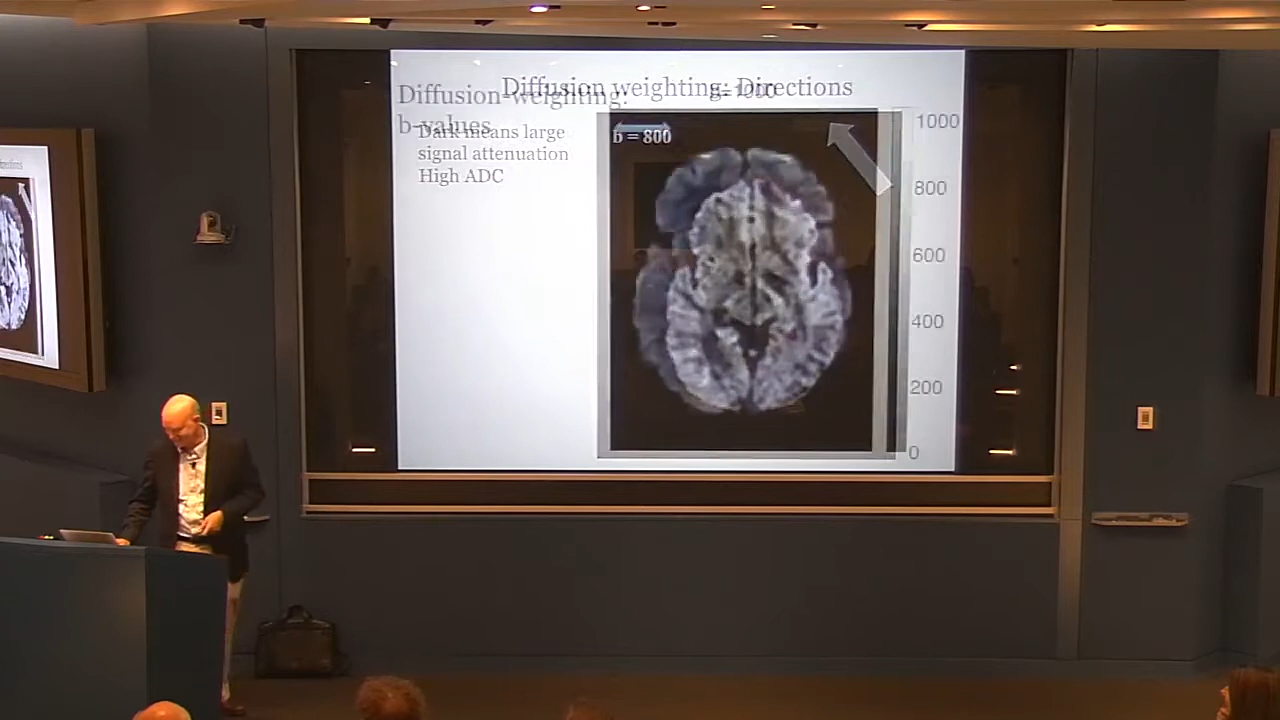 Diffusion weighting: Directions
Diffusion-weighting:
b-values
Dark means large
signal attenuation
High ADC
b = 800
1000
800
600
400
200
0